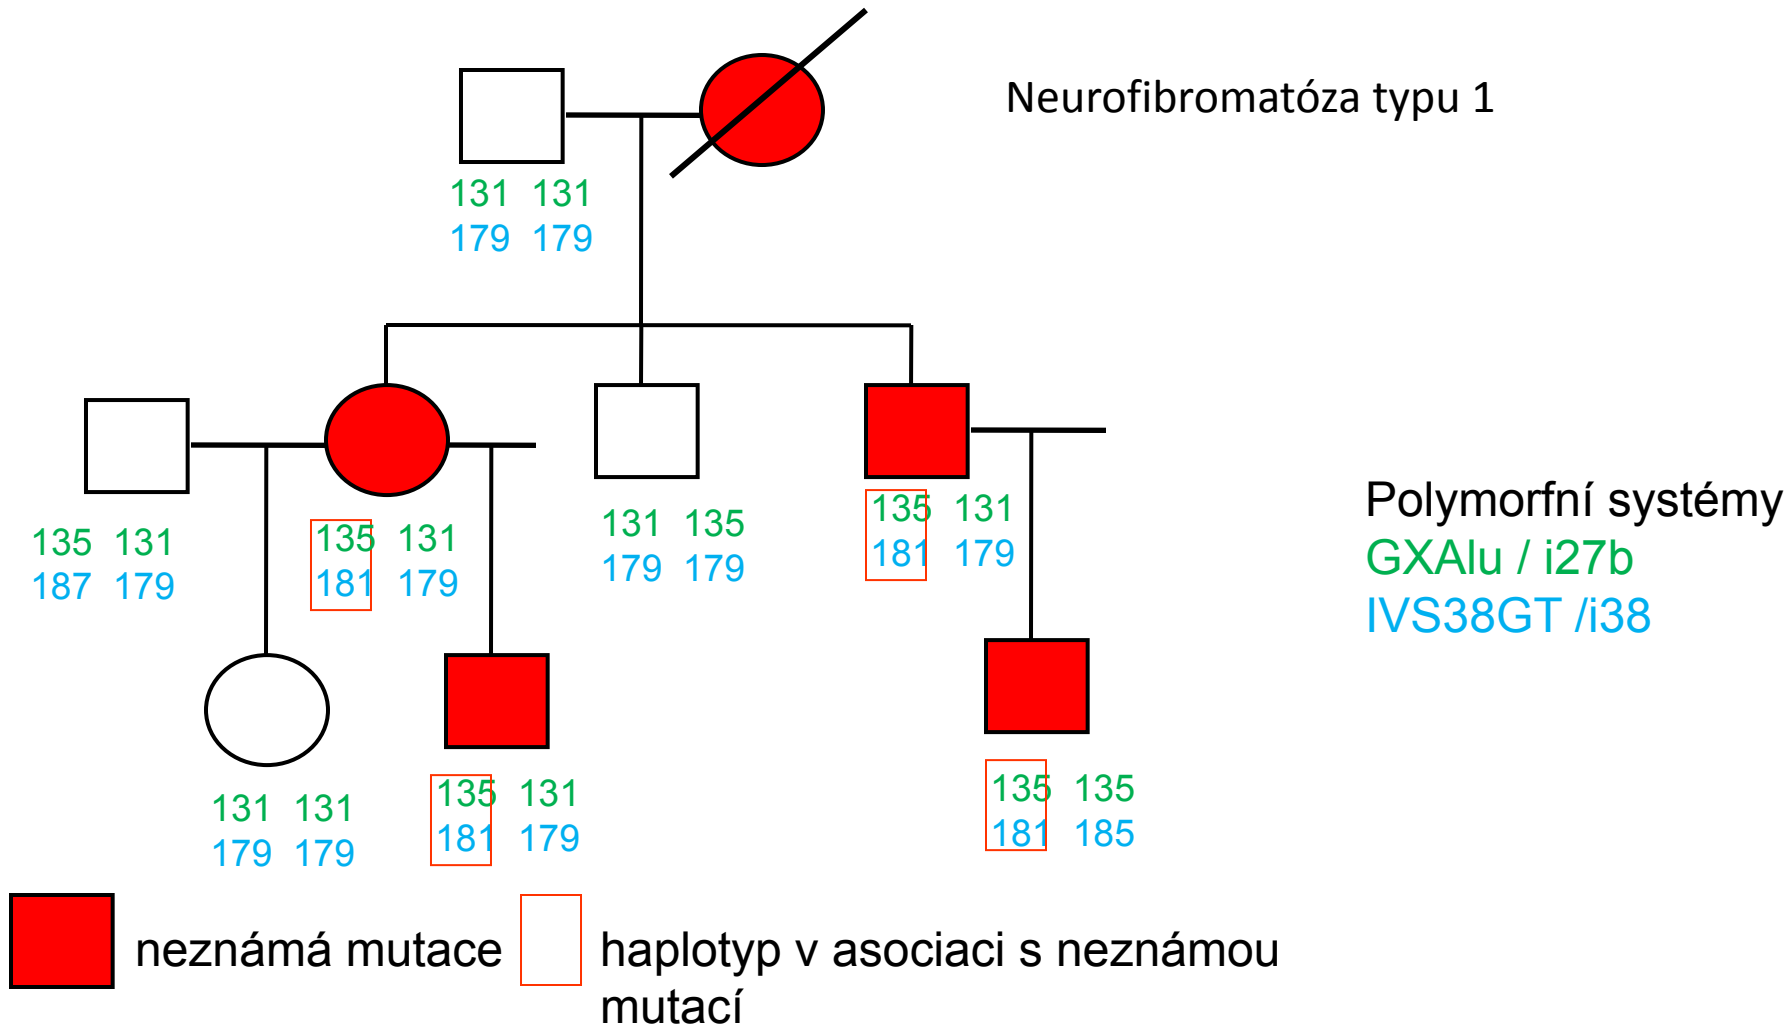 Neurofibromatóza typu 1
131 131
179 179
135 131
187 179
135 131
181 179
131 135
179 179
135 131
181 179
Polymorfní systémy
GXAlu / i27b
IVS38GT /i38
131 131
179 179
135 131
181 179
135 135
181 185
neznámá mutace
haplotyp v asociaci s neznámou
mutací